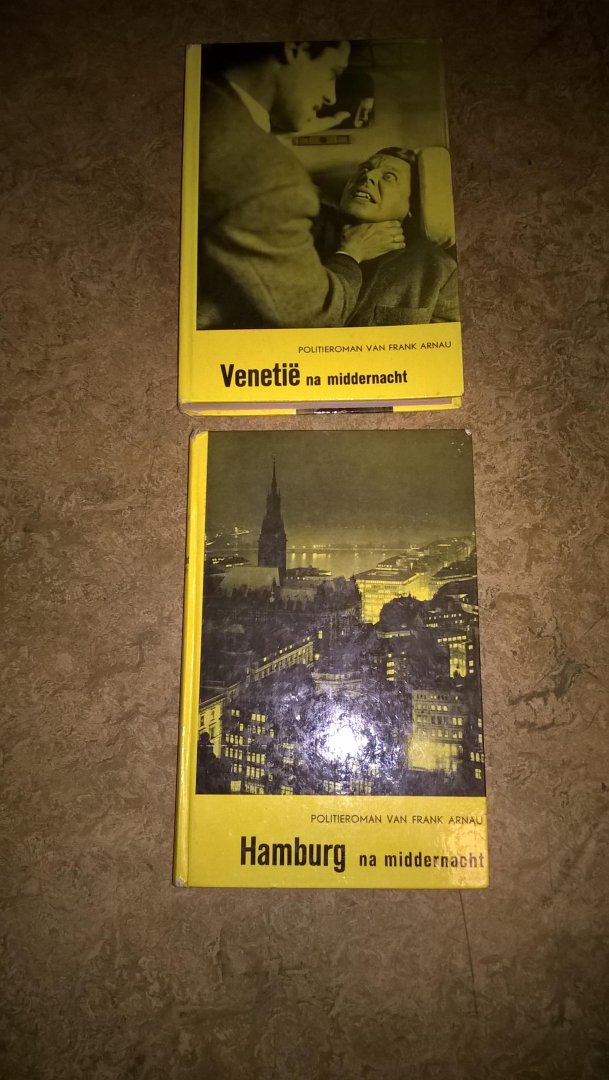 POLITIEROMAN VAN FRANK ARNAU
Venetië na middernacht
POLITIEROMAN VAN FRANK ARNAU
Hamburg na middernacht